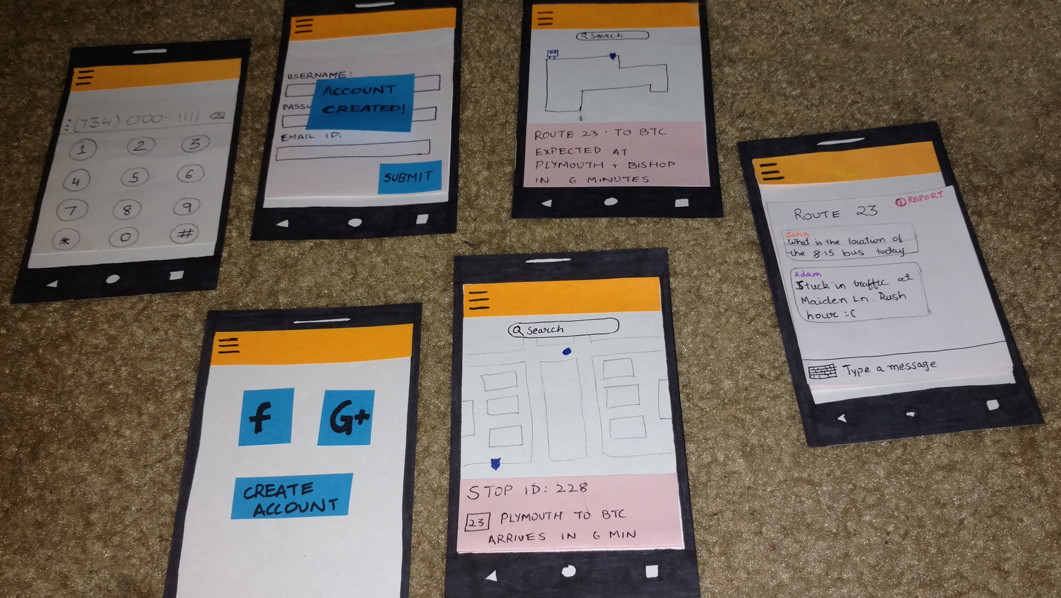 (734)-000-1111
1 2 3
4 5 6
7 8 9
* 0 #
USERNAME:
ACCOUNT
CREATED!
PASSW
EMAIL ID:
SUBMIT
search
ROUTE 23 - TO BTC
EXPECTED AT
PLYMOUTH + BISHOP
IN 6 MINUTES
ROUTE 23
! REPORT
John
What is the location of
the 8:15 bus today
Adam
Stuck in traffic at
Maiden Ln. Rush
hour :(
Type a message
f G+
CREATE
ACCOUNT
search
STOP ID: 228
23 PLYMOUTH TO BTC
ARRIVES IN 6 MIN